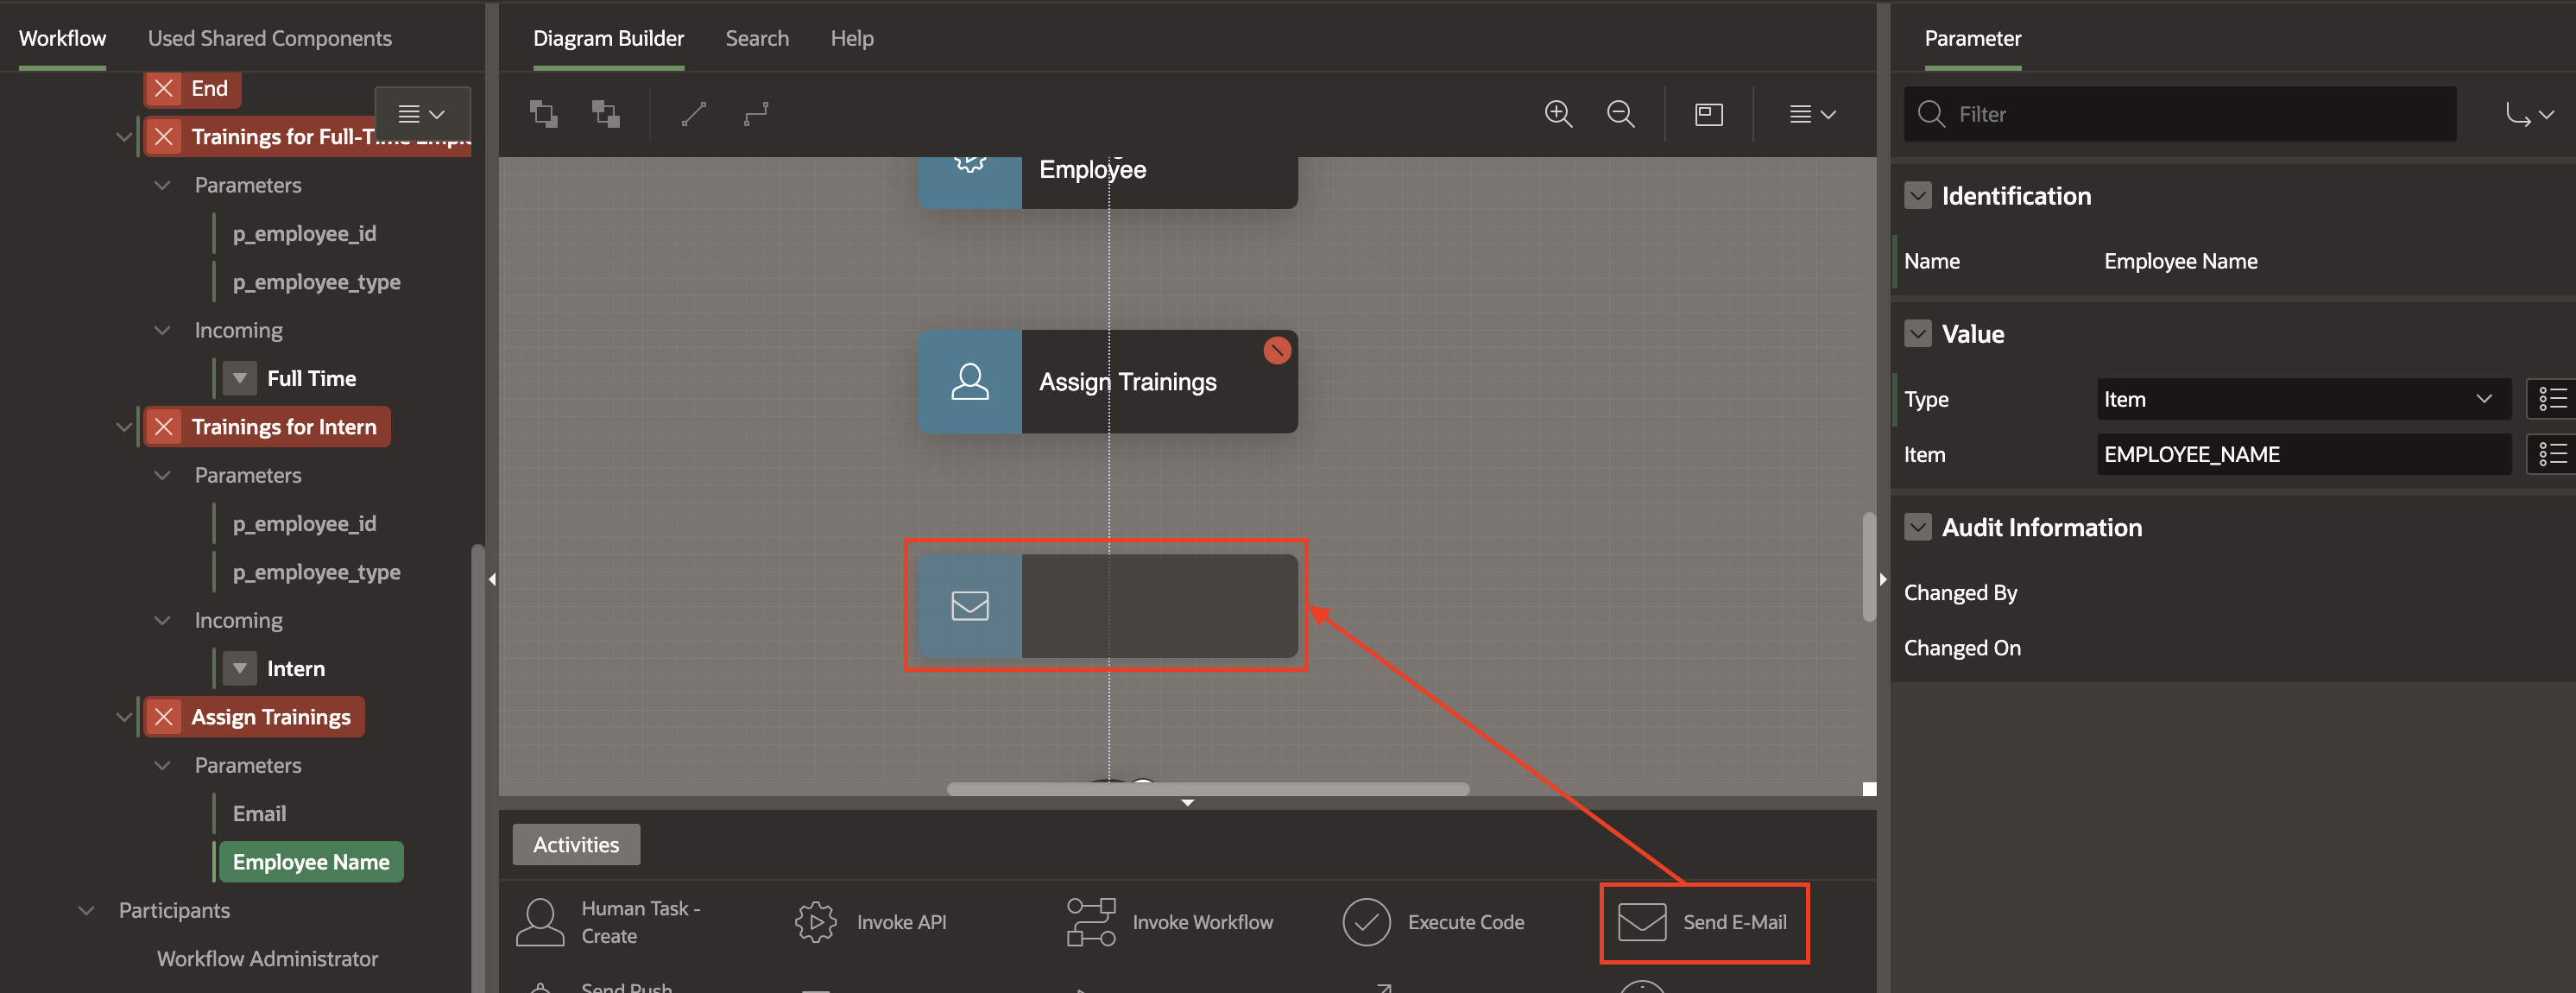 Workflow
Used Shared Components
End
Trainings for Full-Time Emplo
Parameters
p_employee_id
p_employee_type
Incoming
Full Time
Trainings for Intern
Parameters
p_employee_id
p_employee_type
Incoming
Intern
Assign Trainings
Parameters
Email
Employee Name
Participants
Workflow Administrator
Diagram Builder
Search
Help
Employee
Assign Trainings
Activities
Human Task -
Create
Invoke API
Invoke Workflow
Execute Code
Send E-Mail
Send Push
Parameter
Filter
Identification
Name
Employee Name
Value
Type
Item
Item
EMPLOYEE_NAME
Audit Information
Changed By
Changed On